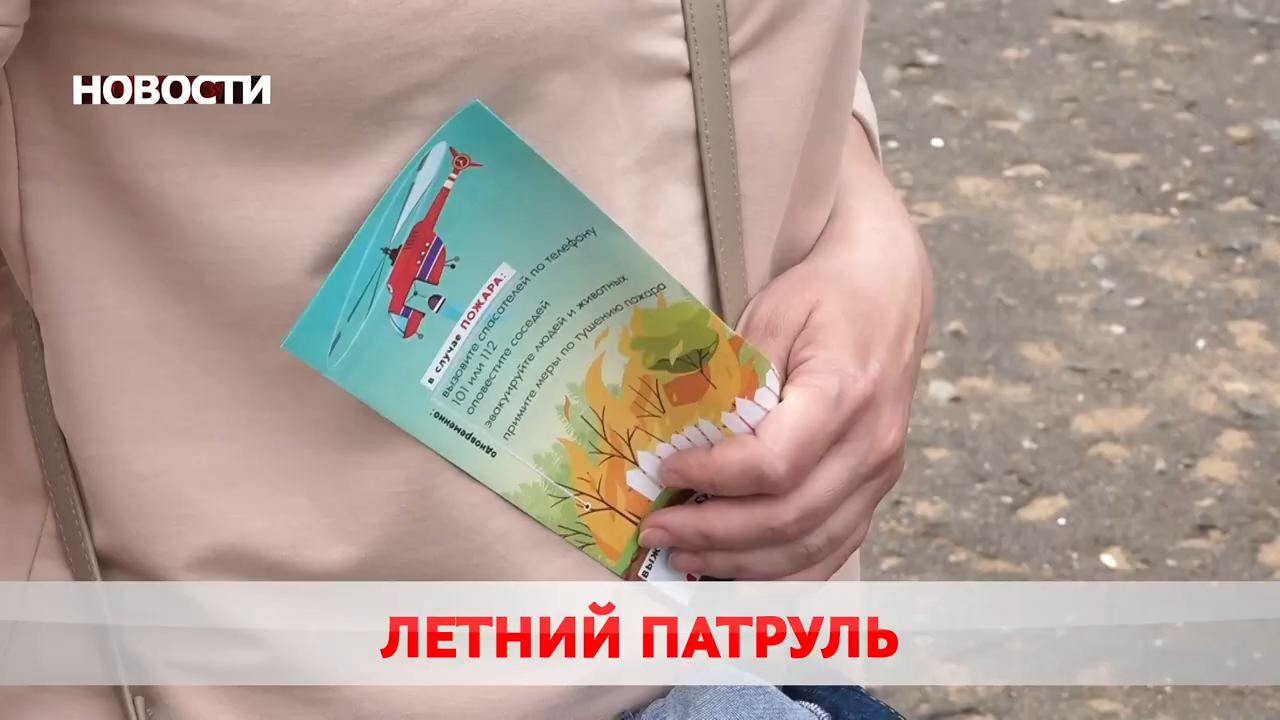 НОВОСТИ
в случае ПОЖАРА:
вызовите спасателей по телефону
101 или 112
оповестите соседей
эвакуируйте людей и животных
примите меры по тушению пожара
одновременно:
ЛЕТНИЙ ПАТРУЛЬ